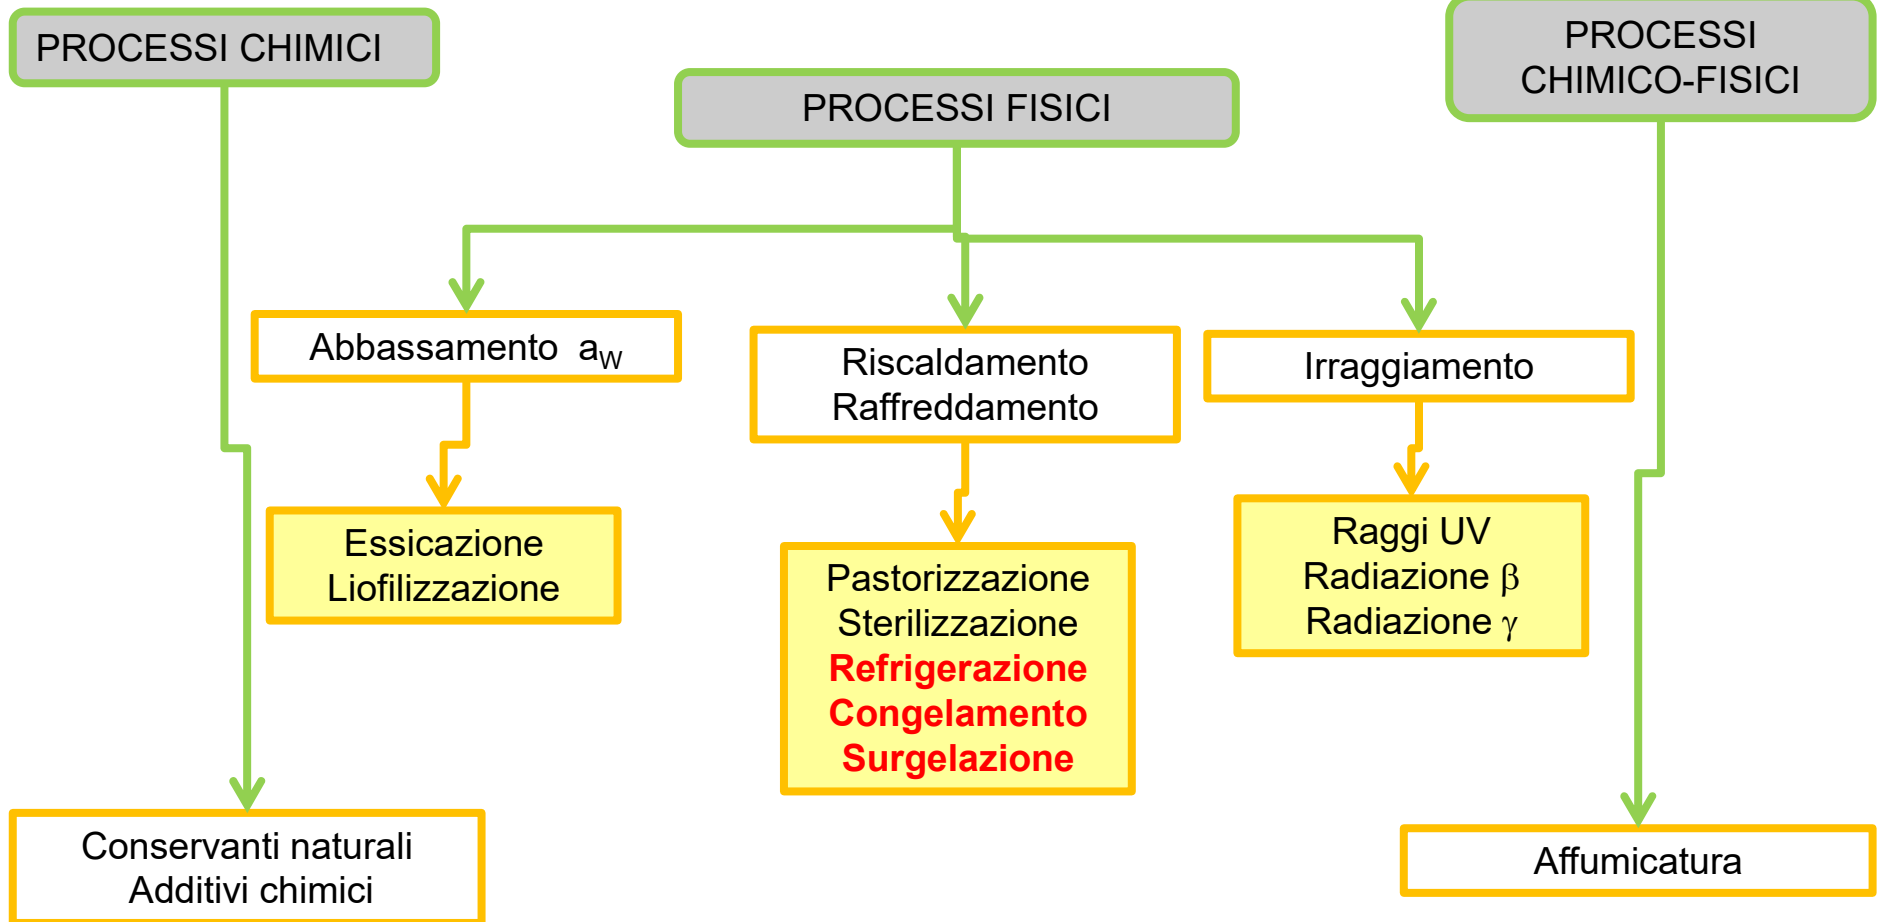 PROCESSI CHIMICI
PROCESSI FISICI
PROCESSI
CHIMICO-FISICI
Abbassamento aW
Riscaldamento
Raffreddamento
Irraggiamento
Essicazione
Liofilizzazione
Pastorizzazione
Sterilizzazione
Refrigerazione
Congelamento
Surgelazione
Raggi UV
Radiazione β
Radiazione γ
Conservanti naturali
Additivi chimici
Affumicatura